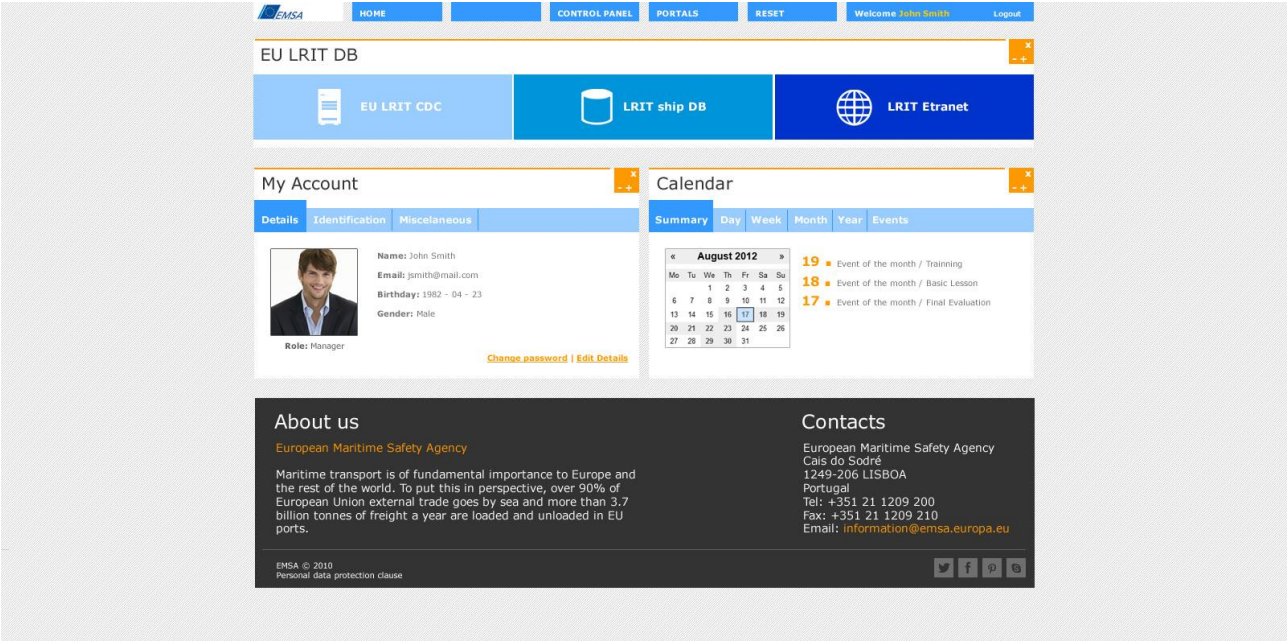 EMSA
HOME
CONTROL PANEL
PORTALS
RESET
Welcome John Smith
Logout
EU LRIT DB
x
- +
EU LRIT CDC
LRIT ship DB
LRIT Etranet
My Account
x
- +
Details Identification Miscelaneous
Name: John Smith
Email: jsmith@mail.com
Birthday: 1982 - 04 - 23
Gender: Male
Role: Manager
Change password | Edit Details
Calendar
x
- +
Summary Day Week Month Year Events
« August 2012 »
Mo Tu We Th Fr Sa Su
1 2 3 4 5
6 7 8 9 10 11 12
13 14 15 16 17 18 19
20 21 22 23 24 25 26
27 28 29 30 31
19 Event of the month / Trainning
18 Event of the month / Basic Lesson
17 Event of the month / Final Evaluation
About us
European Maritime Safety Agency
Maritime transport is of fundamental importance to Europe and
the rest of the world. To put this in perspective, over 90% of
European Union external trade goes by sea and more than 3.7
billion tonnes of freight a year are loaded and unloaded in EU
ports.
Contacts
European Maritime Safety Agency
Cais do Sodré
1249-206 LISBOA
Portugal
Tel: +351 21 1209 200
Fax: +351 21 1209 210
Email: information@emsa.europa.eu
EMSA © 2010
Personal data protection clause